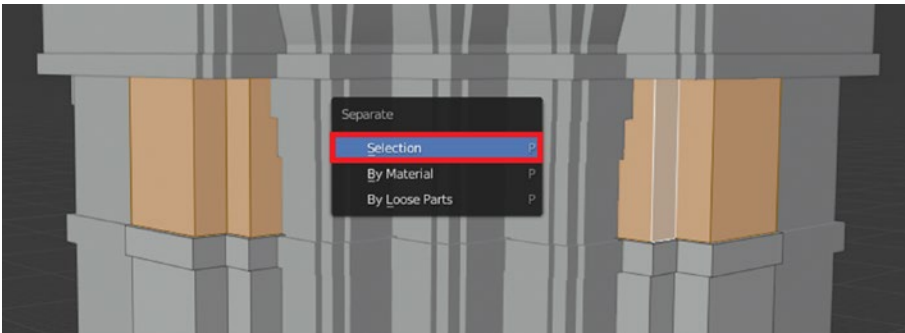 Separate
Selection P
By Material P
By Loose Parts P